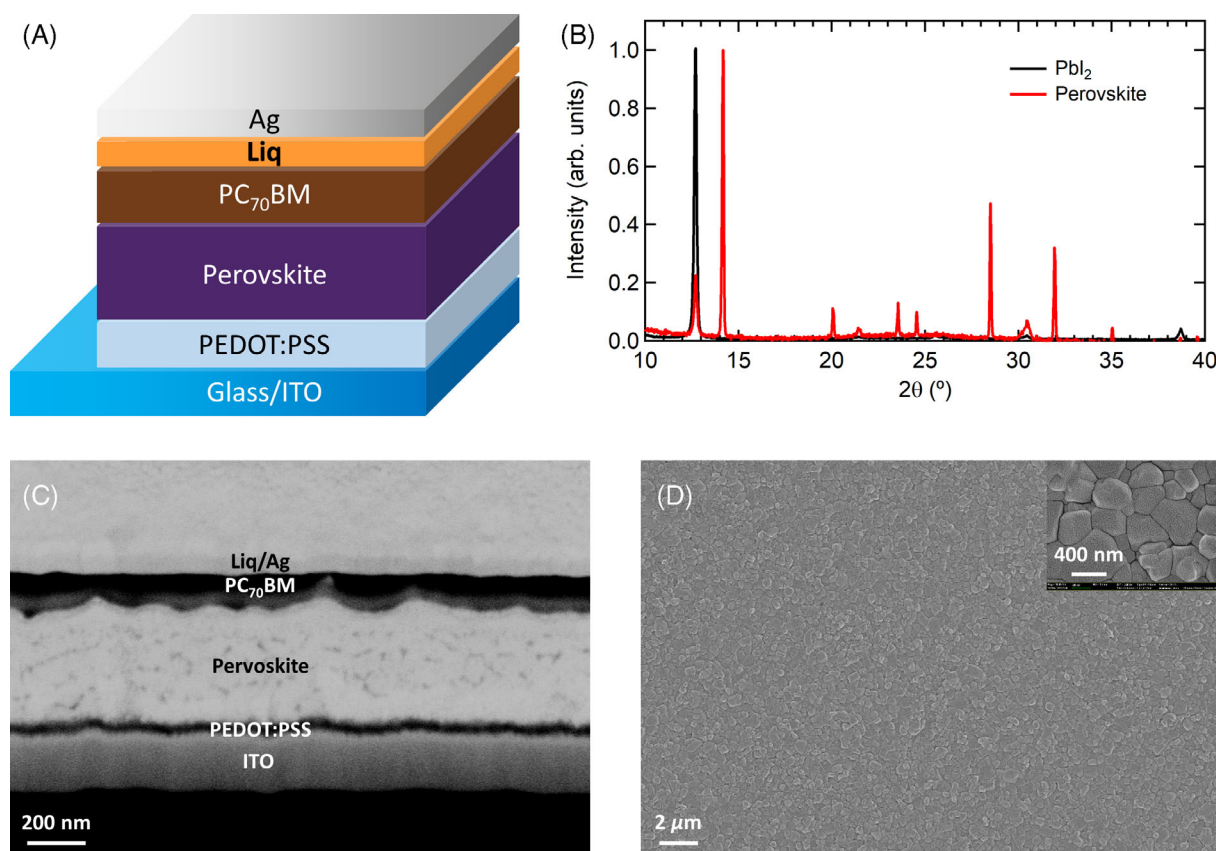 (A)
Ag
Liq
PC₇₀BM
Perovskite
PEDOT:PSS
Glass/ITO
(B)
PbI₂
Perovskite
Intensity (arb. units)
1.0
0.8
0.6
0.4
0.2
0.0
10 15 20 25 30 35 40
2θ (º)
(C)
Liq/Ag
PC₇₀BM
Pervoskite
PEDOT:PSS
ITO
200 nm
(D)
400 nm
2 μm